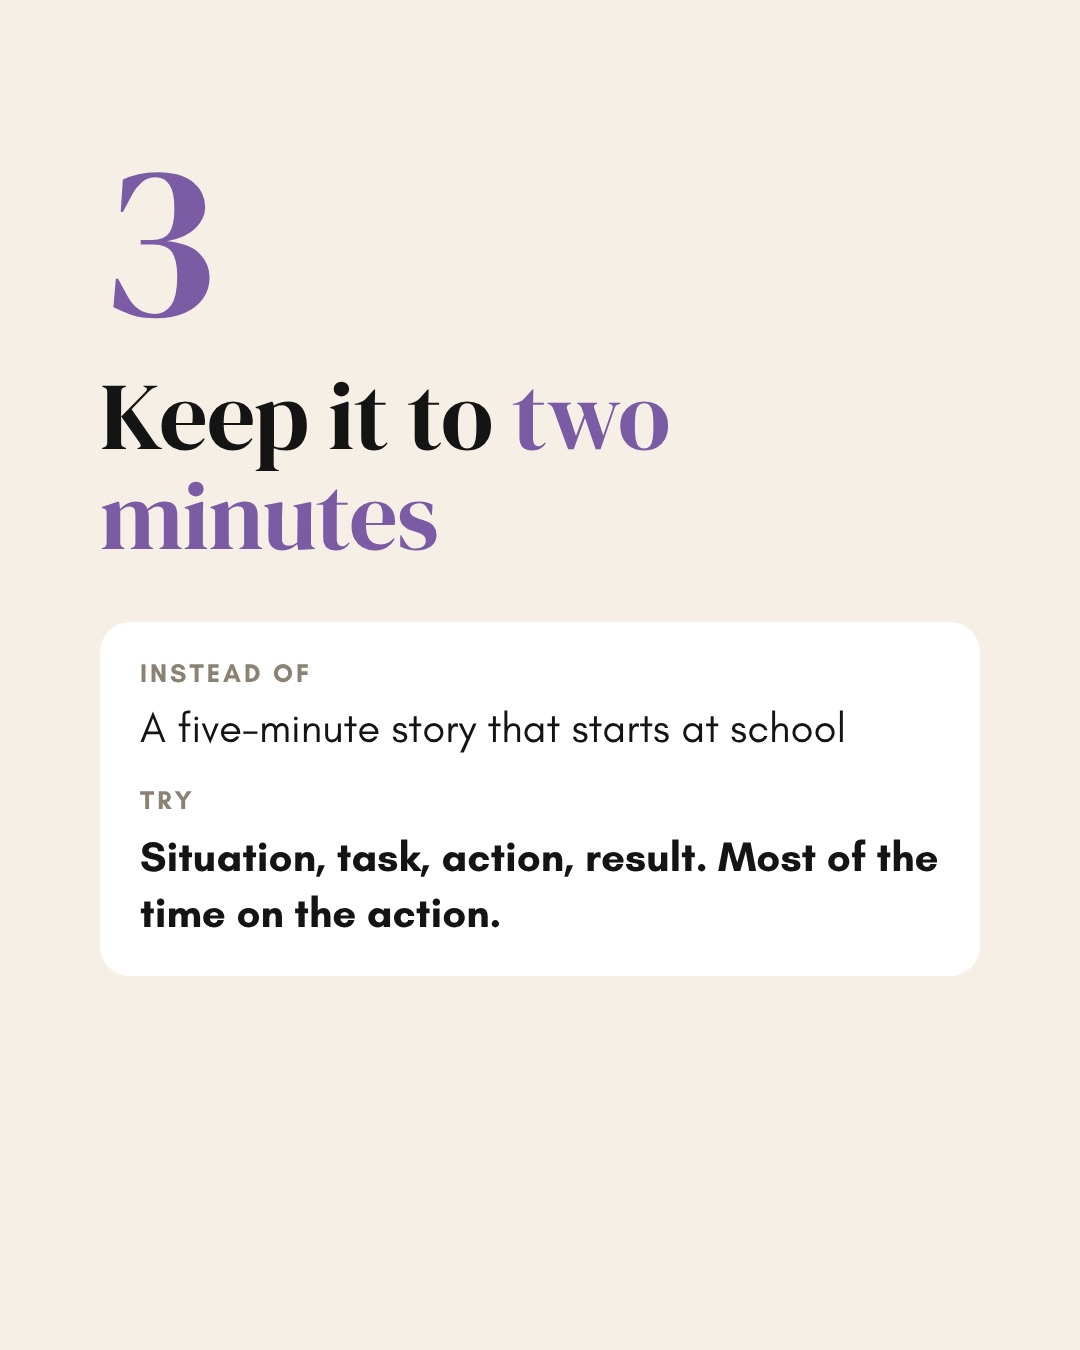 3
Keep it to two
minutes
INSTEAD OF
A five-minute story that starts at school
TRY
Situation, task, action, result. Most of the
time on the action.